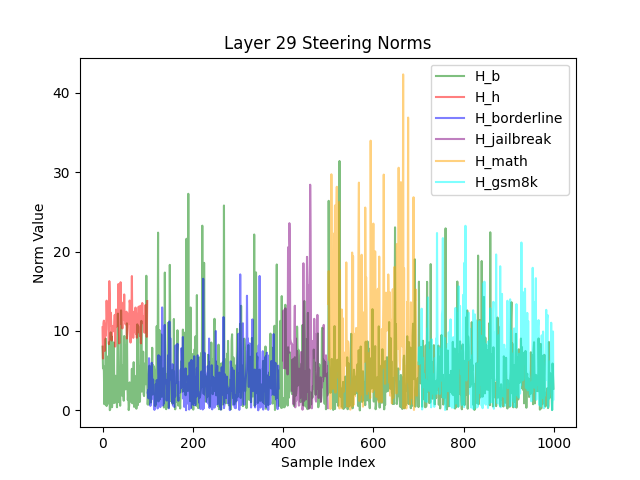 Layer 29 Steering Norms
Norm Value
40
30
20
10
0
H_b
H_h
H_borderline
H_jailbreak
H_math
H_gsm8k
0 200 400 600 800 1000
Sample Index